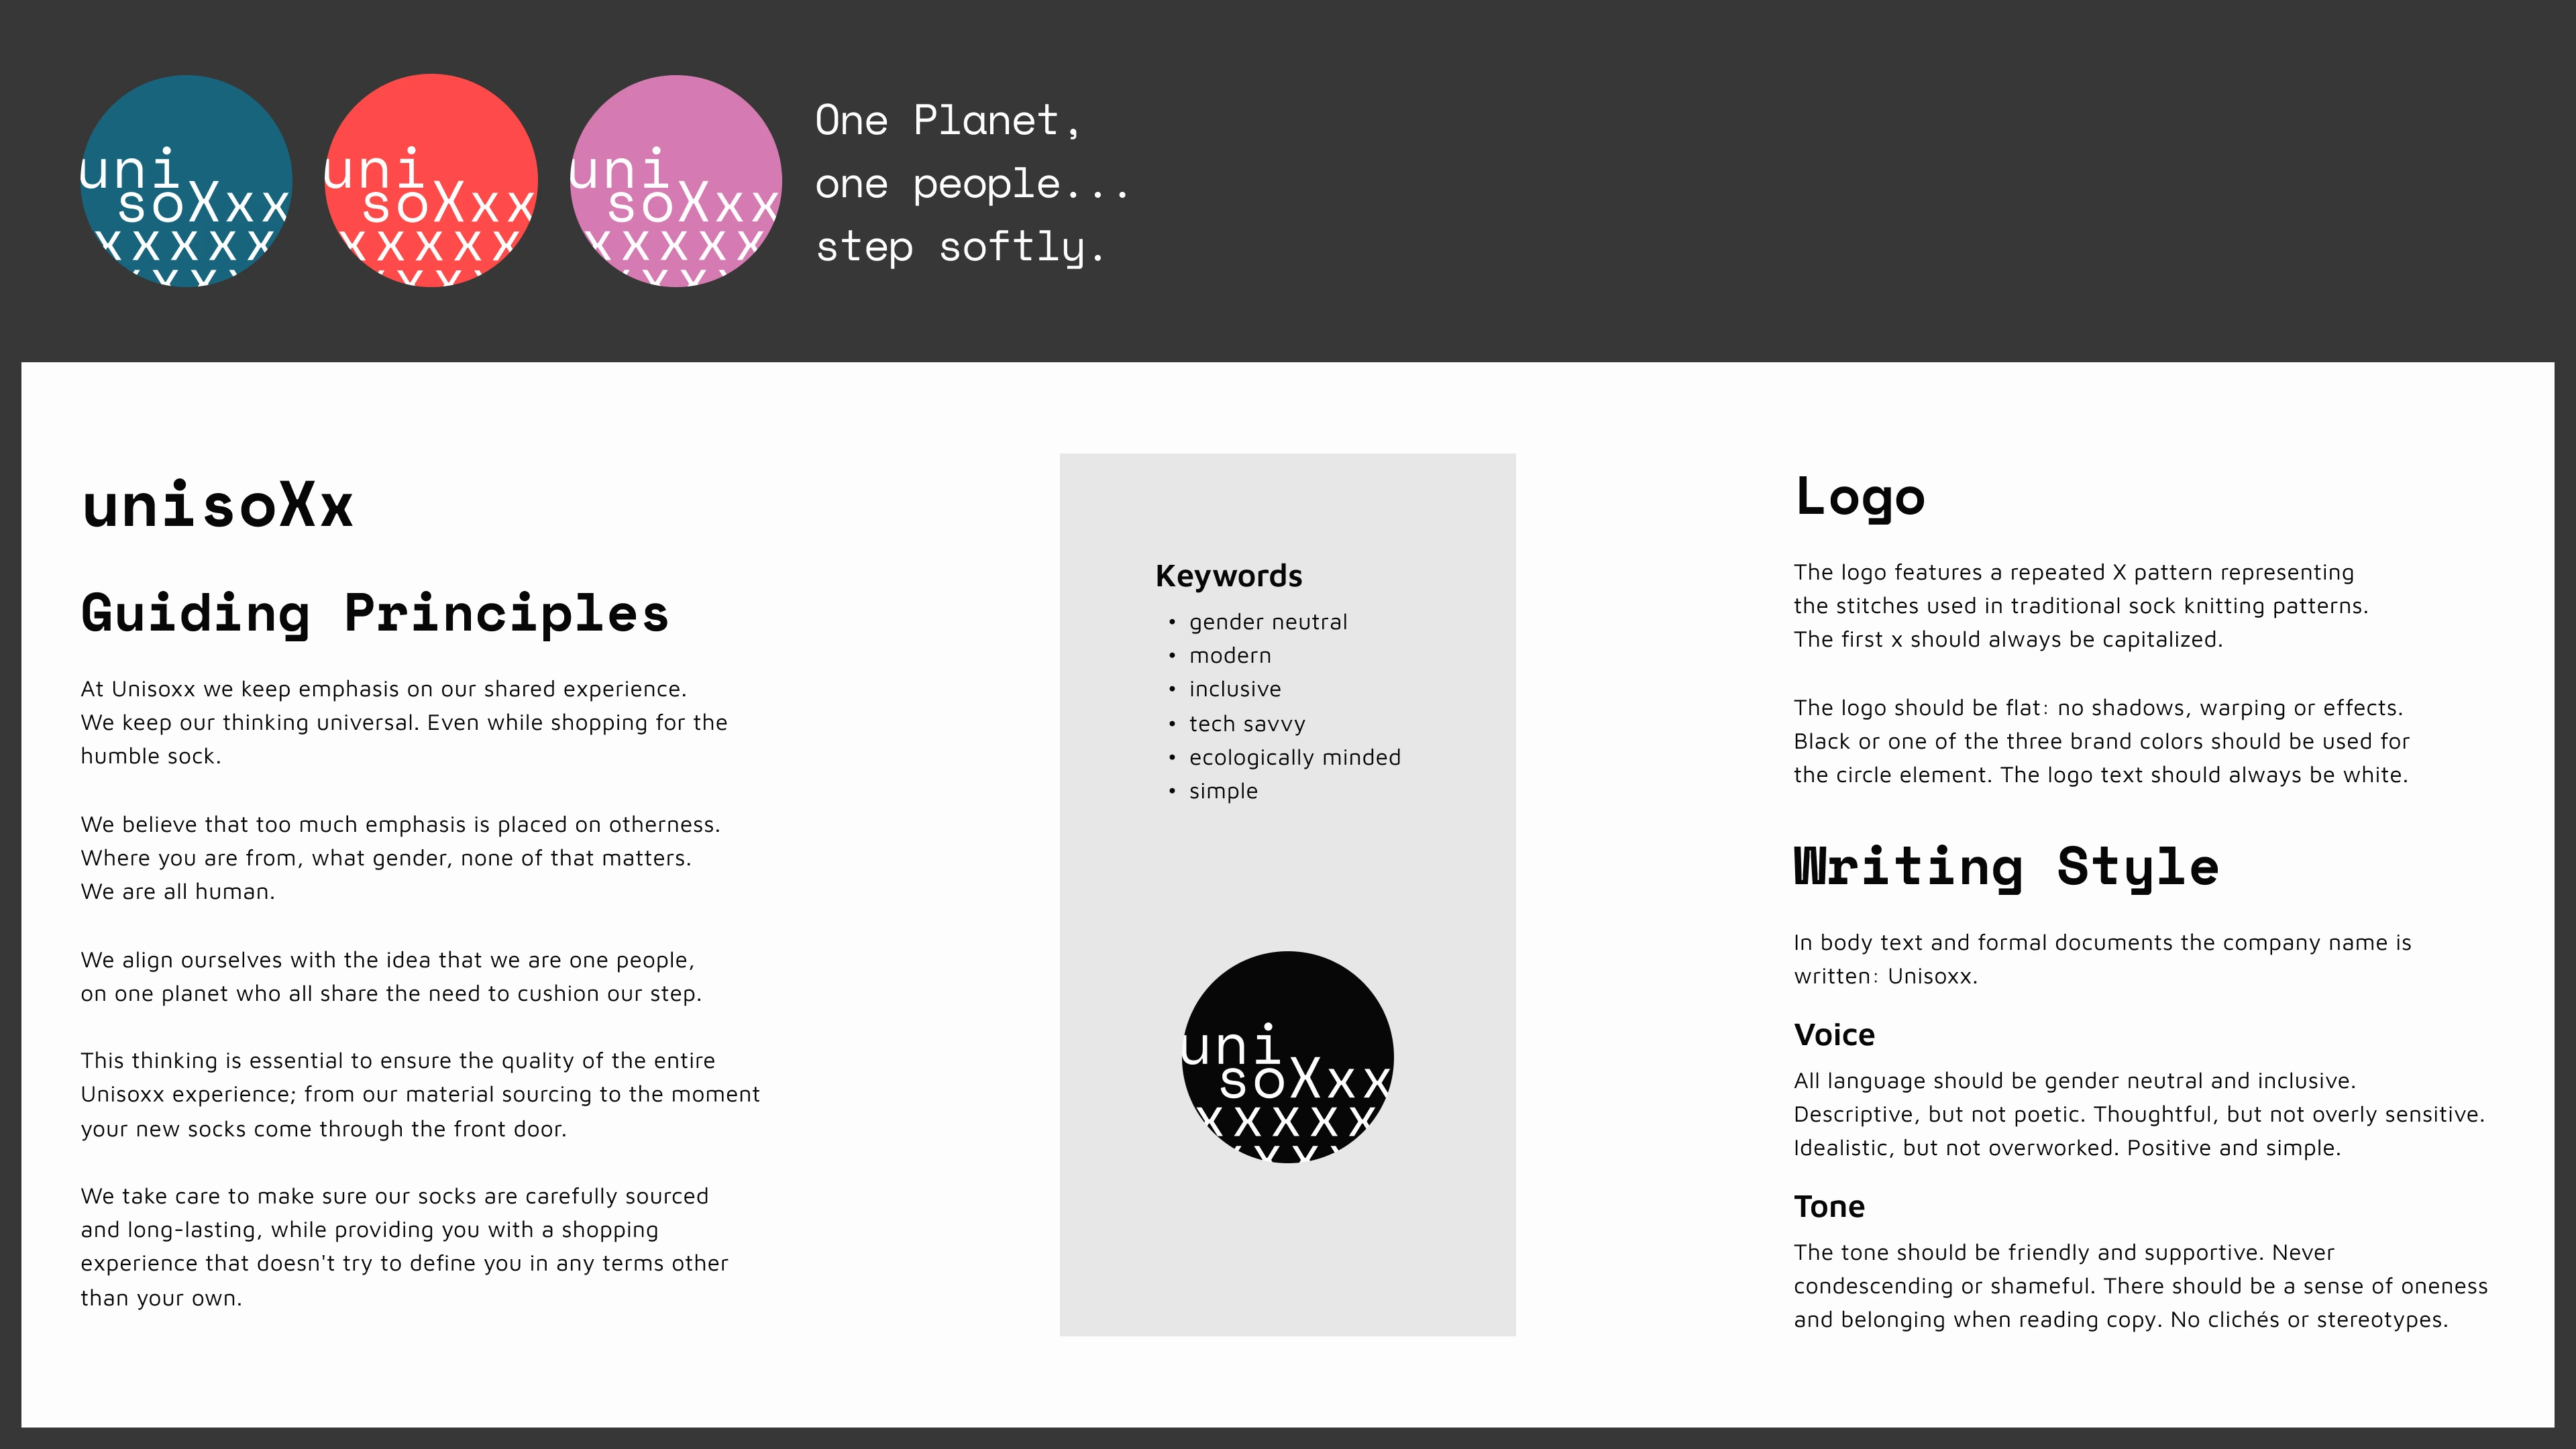 uni
soXxx
xxxxx
xxxx
uni
soXxx
xxxxx
xxxx
uni
soXxx
xxxxx
xxxx
One Planet,
one people...
step softly.
unisoXx
Guiding Principles
At Unisoxx we keep emphasis on our shared experience.
We keep our thinking universal. Even while shopping for the
humble sock.
We believe that too much emphasis is placed on otherness.
Where you are from, what gender, none of that matters.
We are all human.
We align ourselves with the idea that we are one people,
on one planet who all share the need to cushion our step.
This thinking is essential to ensure the quality of the entire
Unisoxx experience; from our material sourcing to the moment
your new socks come through the front door.
We take care to make sure our socks are carefully sourced
and long-lasting, while providing you with a shopping
experience that doesn't try to define you in any terms other
than your own.
Keywords
• gender neutral
• modern
• inclusive
• tech savvy
• ecologically minded
• simple
uni
soXxx
xxxxx
xxxx
Logo
The logo features a repeated X pattern representing
the stitches used in traditional sock knitting patterns.
The first x should always be capitalized.
The logo should be flat: no shadows, warping or effects.
Black or one of the three brand colors should be used for
the circle element. The logo text should always be white.
Writing Style
In body text and formal documents the company name is
written: Unisoxx.
Voice
All language should be gender neutral and inclusive.
Descriptive, but not poetic. Thoughtful, but not overly sensitive.
Idealistic, but not overworked. Positive and simple.
Tone
The tone should be friendly and supportive. Never
condescending or shameful. There should be a sense of oneness
and belonging when reading copy. No clichés or stereotypes.